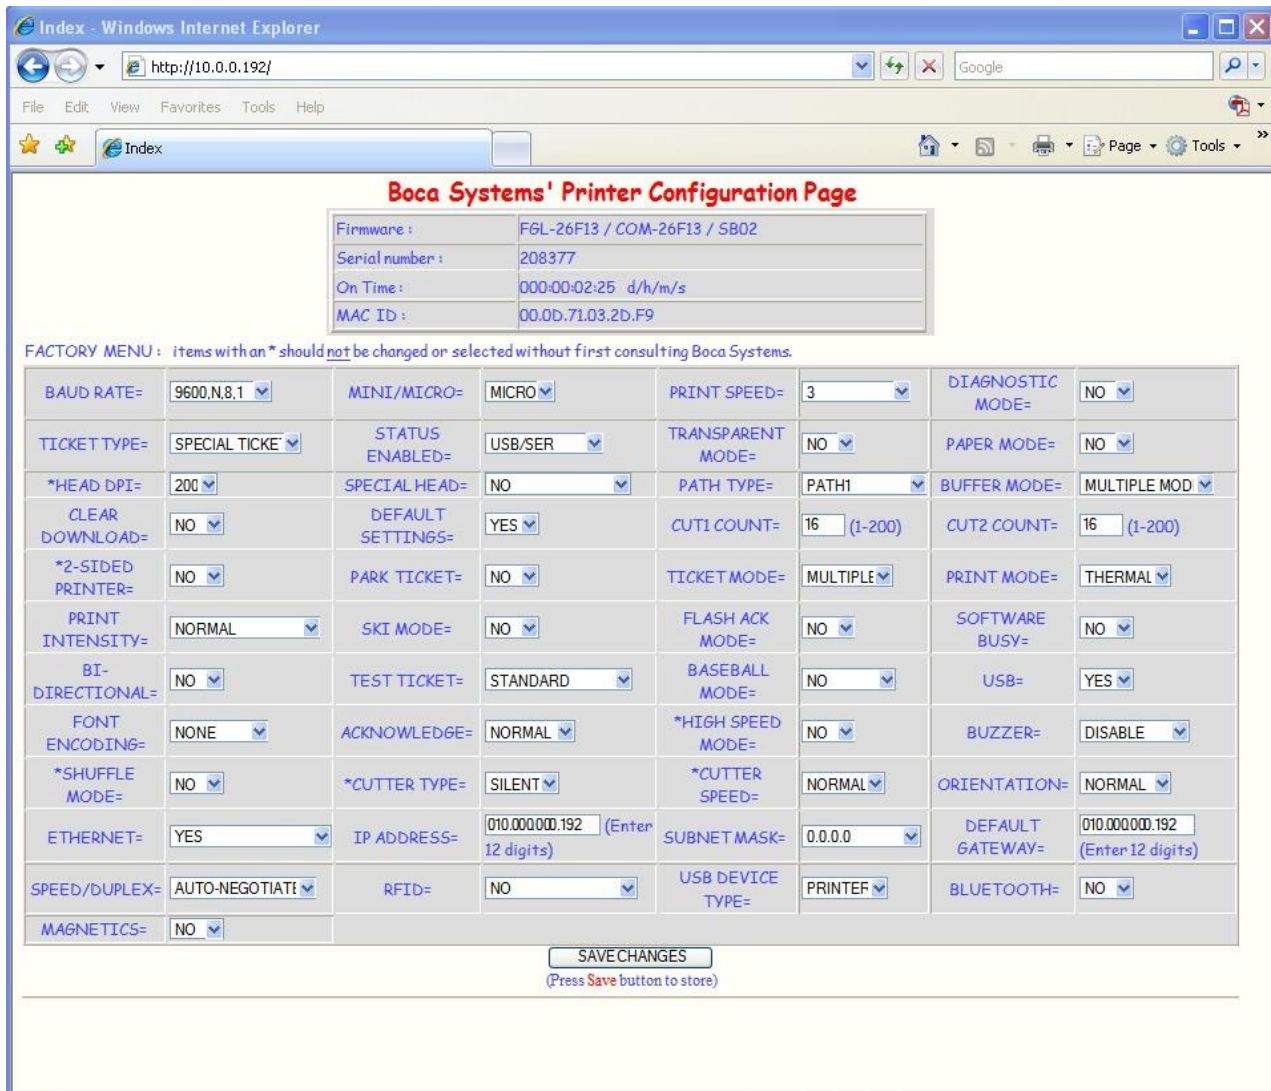 Index - Windows Internet Explorer
http://10.0.0.192/
Google
File Edit View Favorites Tools Help
Index
Page Tools
Boca Systems' Printer Configuration Page
Firmware : FGL-26F13 / COM-26F13 / SB02
Serial number : 208377
On Time : 000:00:02:25 d/h/m/s
MAC ID : 00.0D.71.03.2D.F9
FACTORY MENU : items with an * should not be changed or selected without first consulting Boca Systems.
BAUD RATE= 9600,N,8,1 MINI/MICRO= MICRO PRINT SPEED= 3 DIAGNOSTIC MODE= NO
TICKET TYPE= SPECIAL TICKE STATUS ENABLED= USB/SER TRANSPARENT MODE= NO PAPER MODE= NO
*HEAD DPI= 200 SPECIAL HEAD= NO PATH TYPE= PATH1 BUFFER MODE= MULTIPLE MOD
CLEAR DOWNLOAD= NO DEFAULT SETTINGS= YES CUT1 COUNT= 16 (1-200) CUT2 COUNT= 16 (1-200)
*2-SIDED PRINTER= NO PARK TICKET= NO TICKET MODE= MULTIPLE PRINT MODE= THERMAL
PRINT INTENSITY= NORMAL SKI MODE= NO FLASH ACK MODE= NO SOFTWARE BUSY= NO
BI-DIRECTIONAL= NO TEST TICKET= STANDARD BASEBALL MODE= NO USB= YES
FONT ENCODING= NONE ACKNOWLEDGE= NORMAL *HIGH SPEED MODE= NO BUZZER= DISABLE
*SHUFFLE MODE= NO *CUTTER TYPE= SILENT *CUTTER SPEED= NORMAL ORIENTATION= NORMAL
ETHERNET= YES IP ADDRESS= 010.000.000.192 (Enter 12 digits) SUBNET MASK= 0.0.0.0 DEFAULT GATEWAY= 010.000.000.192 (Enter 12 digits)
SPEED/DUPLEX= AUTO-NEGOTIATE RFID= NO USB DEVICE TYPE= PRINTER BLUETOOTH= NO
MAGNETICS= NO
SAVE CHANGES
(Press Save button to store)